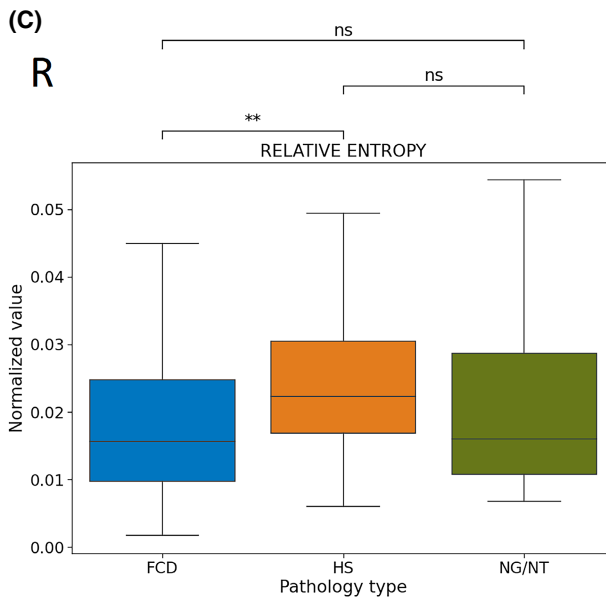 (C)
R
ns
ns
**
RELATIVE ENTROPY
0.05
0.04
0.03
0.02
0.01
0.00
Normalized value
FCD HS NG/NT
Pathology type